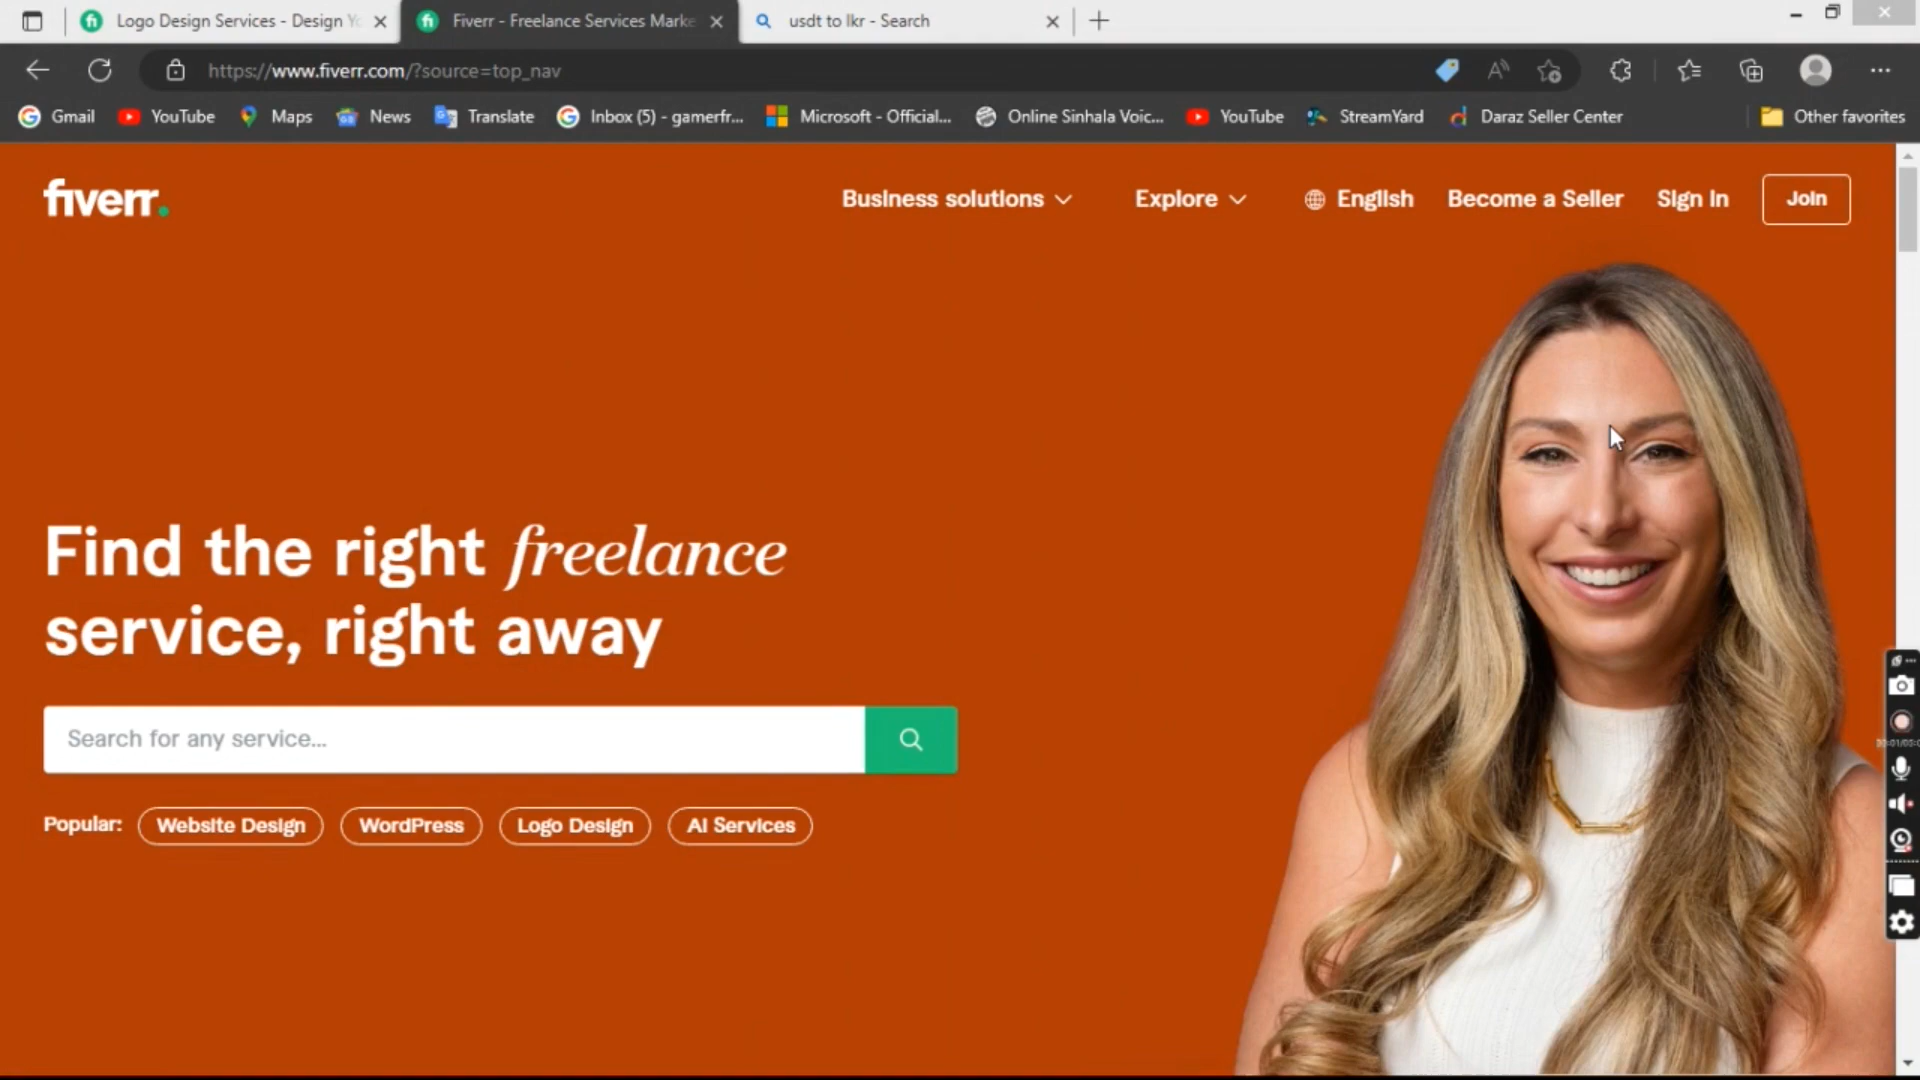 Logo Design Services - Design Yo
Fiverr - Freelance Services Marke
usdt to lkr - Search
https://www.fiverr.com/?source=top_nav
Gmail
YouTube
Maps
News
Translate
Inbox (5) - gamerfr...
Microsoft - Official...
Online Sinhala Voic...
YouTube
StreamYard
Daraz Seller Center
Other favorites
fiverr.
Business solutions
Explore
English
Become a Seller
Sign In
Join
Find the right freelance
service, right away
Search for any service...
Popular:
Website Design
WordPress
Logo Design
AI Services